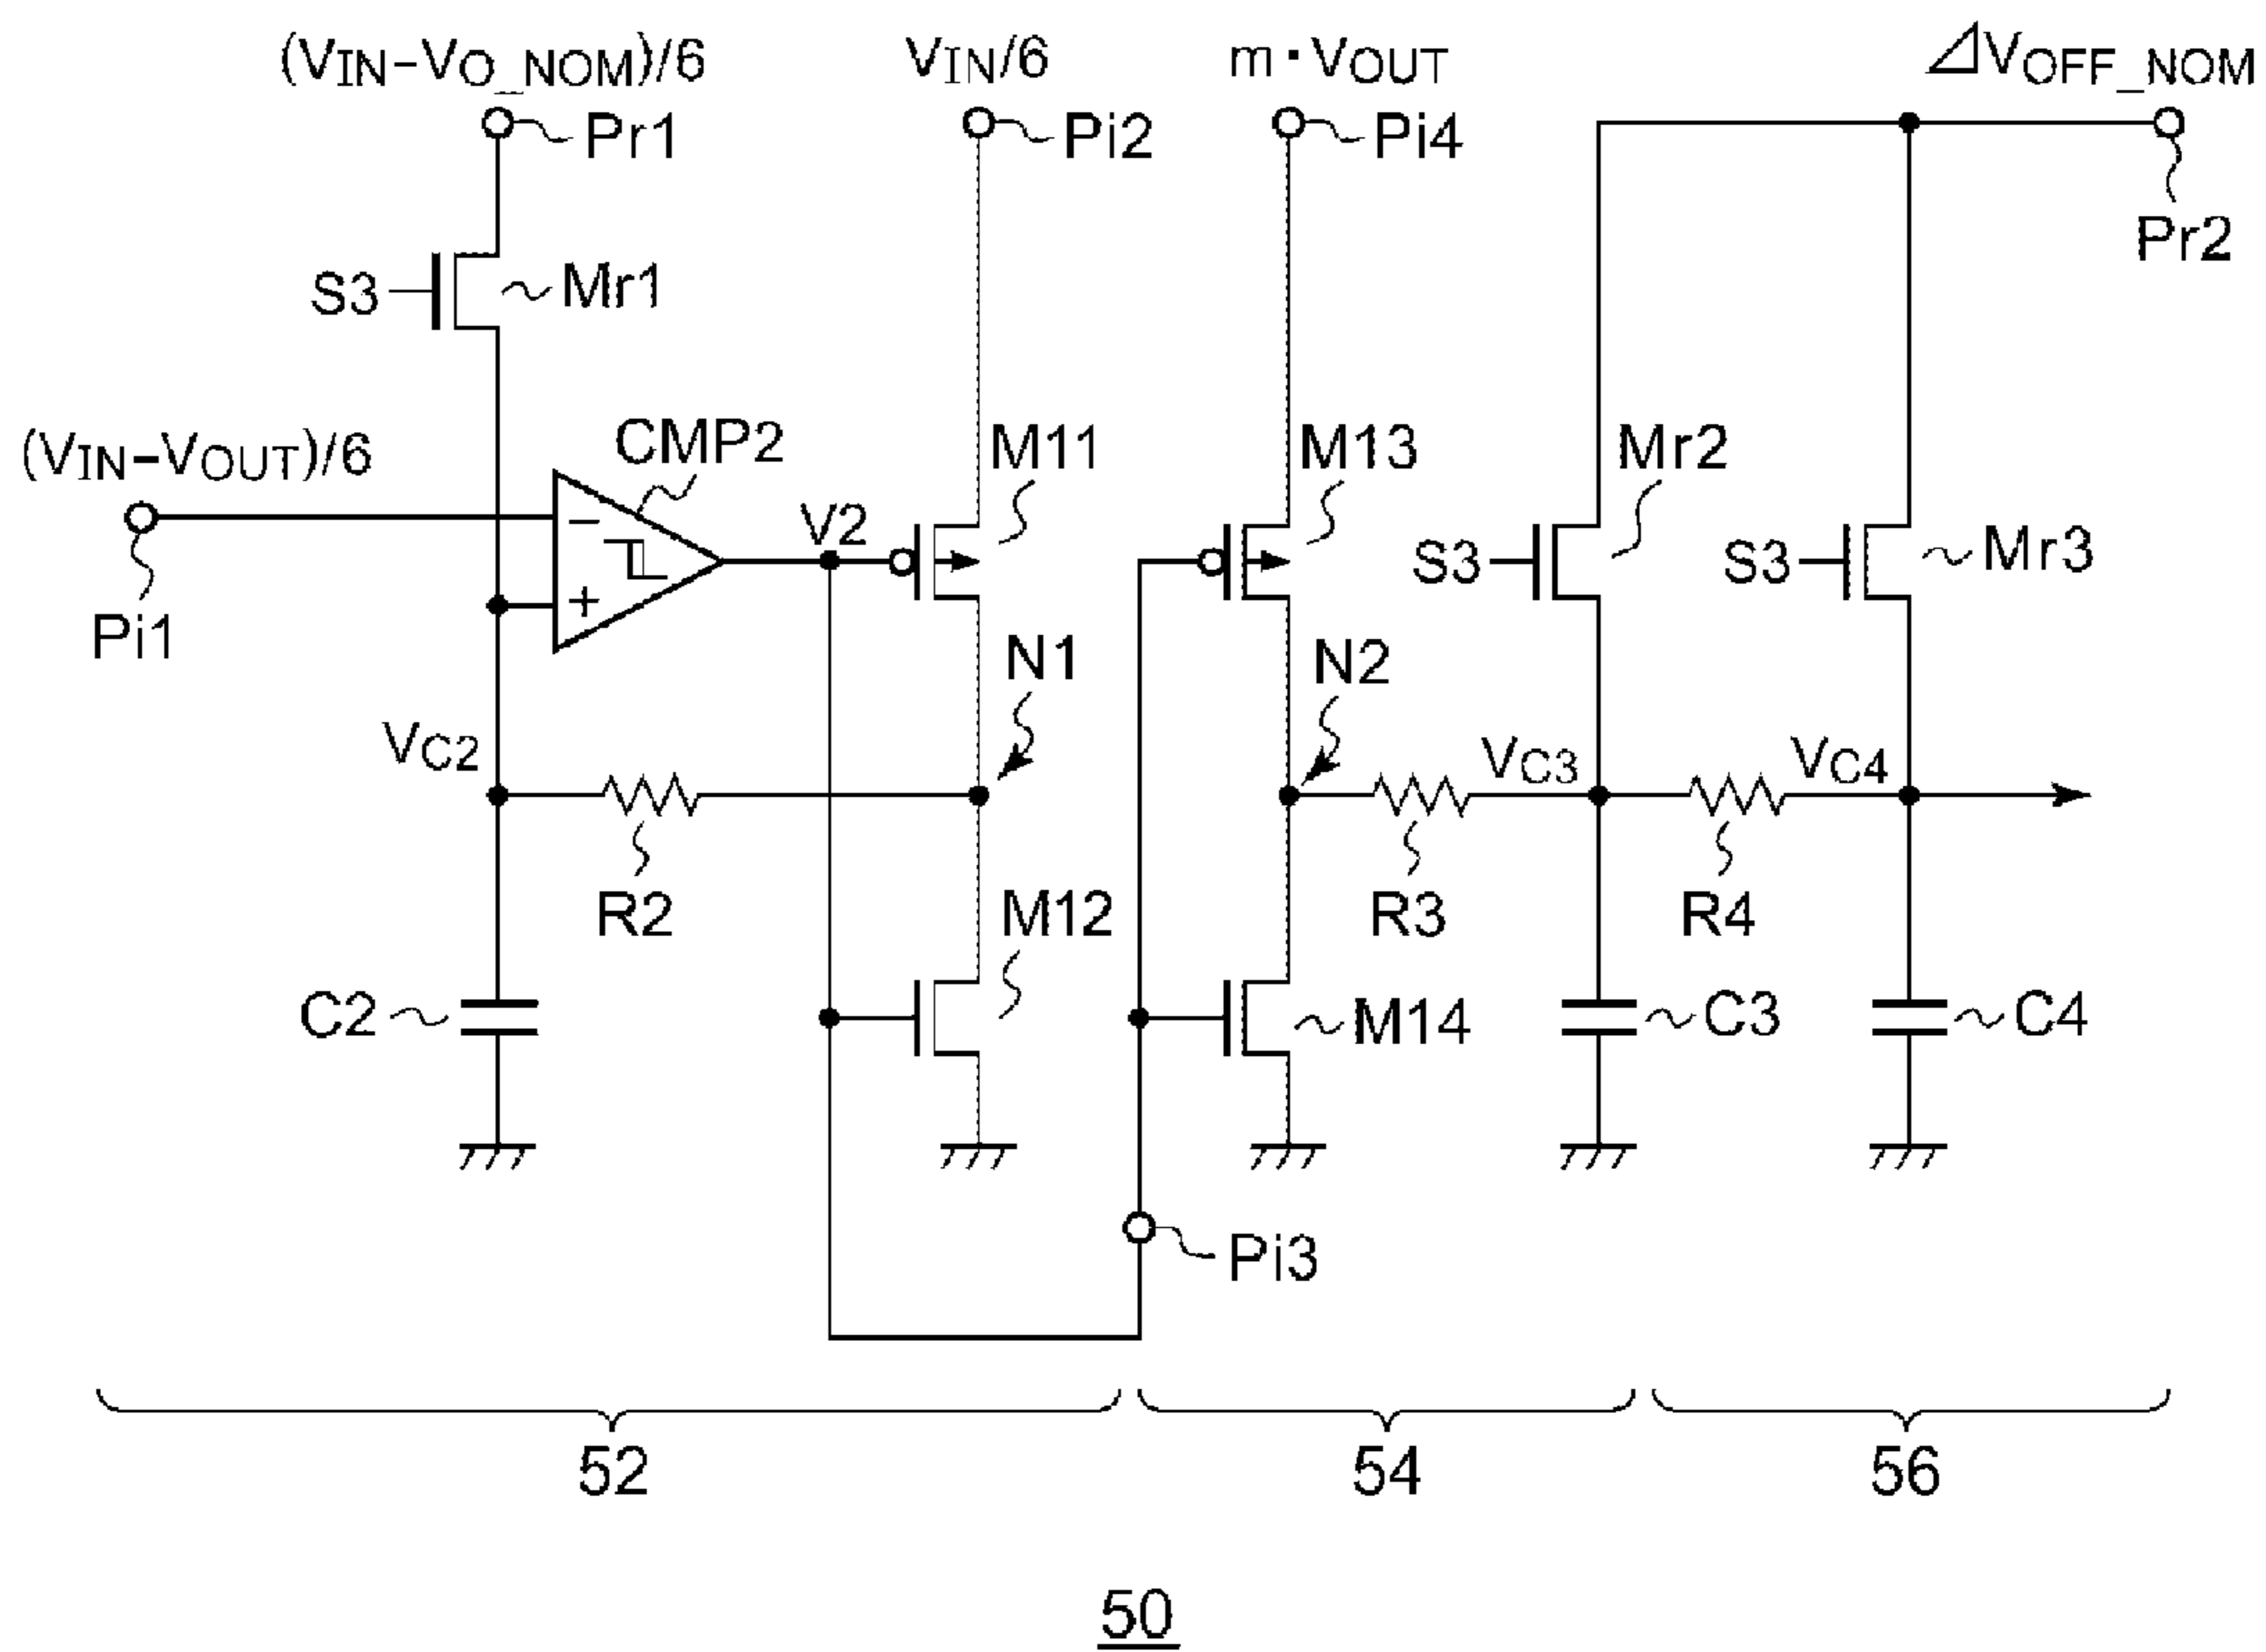 (VIN-VO_NOM)/6
VIN/6
m·VOUT
⊿VOFF_NOM
Pr1
Pi2
Pi4
Pr2
S3
Mr1
(VIN-VOUT)/6
CMP2
M11
M13
Mr2
V2
S3
S3
Mr3
−
+
Pi1
N1
N2
VC2
VC3
VC4
R2
M12
R3
R4
C2
M14
C3
C4
Pi3
52
54
56
50